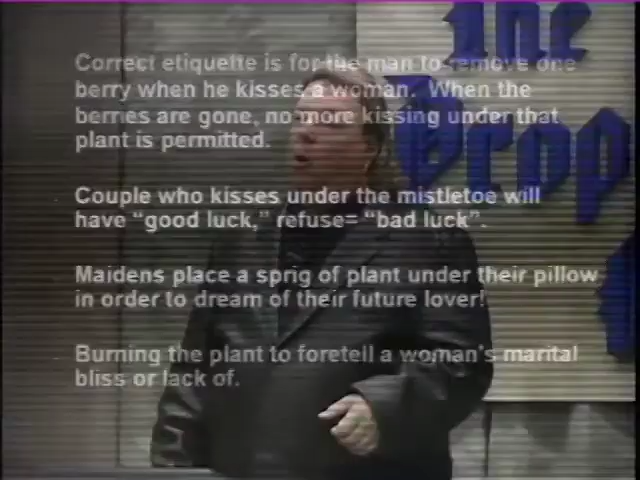 The
Prop
Correct etiquette is for the man to remove one
berry when he kisses a woman. When the
berries are gone, no more kissing under that
plant is permitted.
Couple who kisses under the mistletoe will
have “good luck,” refuse= “bad luck”.
Maidens place a sprig of plant under their pillow
in order to dream of their future lover!
Burning the plant to foretell a woman's marital
bliss or lack of.